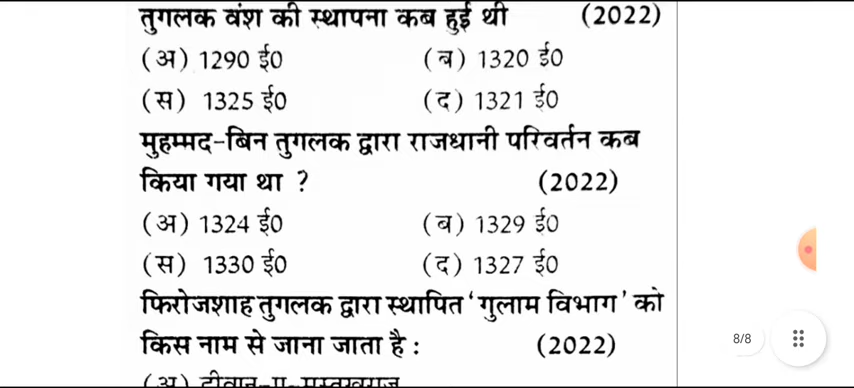 तुगलक वंश की स्थापना कब हुई थी (2022)
(अ) 1290 ई0 (ब) 1320 ई0
(स) 1325 ई0 (द) 1321 ई0
मुहम्मद-बिन तुगलक द्वारा राजधानी परिवर्तन कब
किया गया था ? (2022)
(अ) 1324 ई0 (ब) 1329 ई0
(स) 1330 ई0 (द) 1327 ई0
फिरोजशाह तुगलक द्वारा स्थापित ‘गुलाम विभाग’ को
किस नाम से जाना जाता है : (2022)
8/8
(अ)